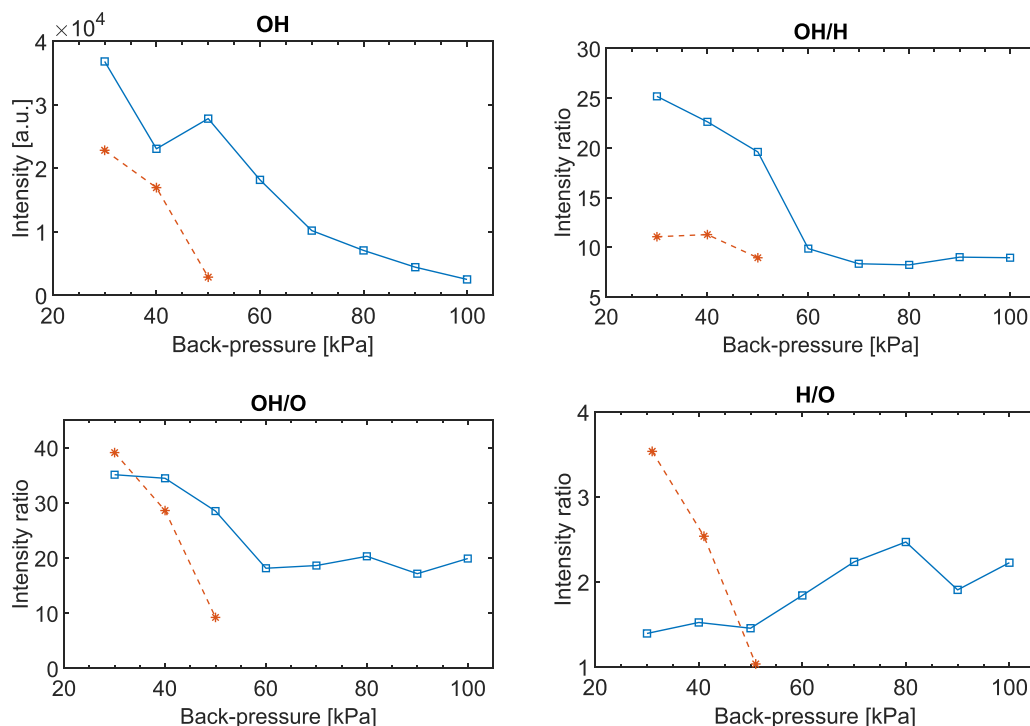 OH
×10⁴
4
3
2
1
0
Intensity [a.u.]
20 40 60 80 100
Back-pressure [kPa]
OH/H
30
25
20
15
10
5
Intensity ratio
20 40 60 80 100
Back-pressure [kPa]
OH/O
40
30
20
10
0
Intensity ratio
20 40 60 80 100
Back-pressure [kPa]
H/O
4
3
2
1
Intensity ratio
20 40 60 80 100
Back-pressure [kPa]